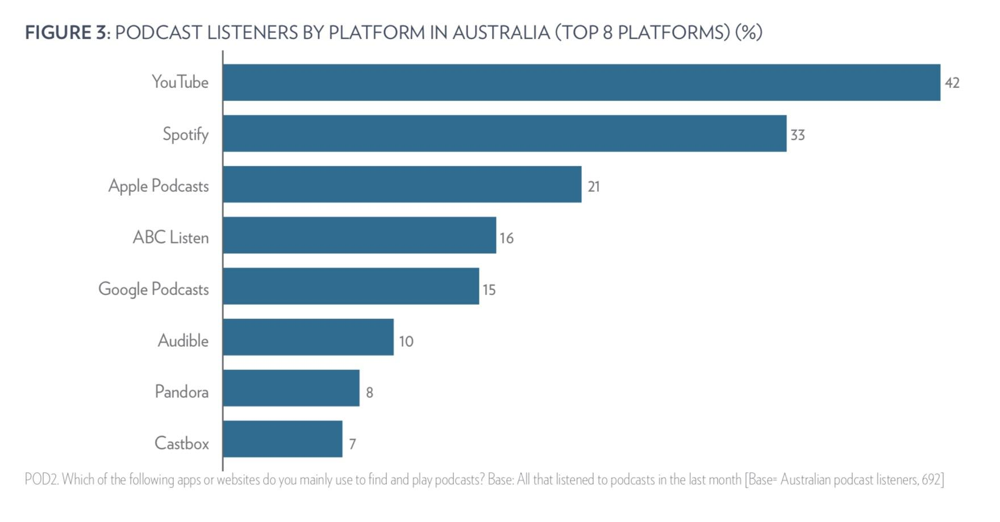 FIGURE 3: PODCAST LISTENERS BY PLATFORM IN AUSTRALIA (TOP 8 PLATFORMS) (%)
YouTube 42
Spotify 33
Apple Podcasts 21
ABC Listen 16
Google Podcasts 15
Audible 10
Pandora 8
Castbox 7
POD2. Which of the following apps or websites do you mainly use to find and play podcasts? Base: All that listened to podcasts in the last month [Base= Australian podcast listeners, 692]